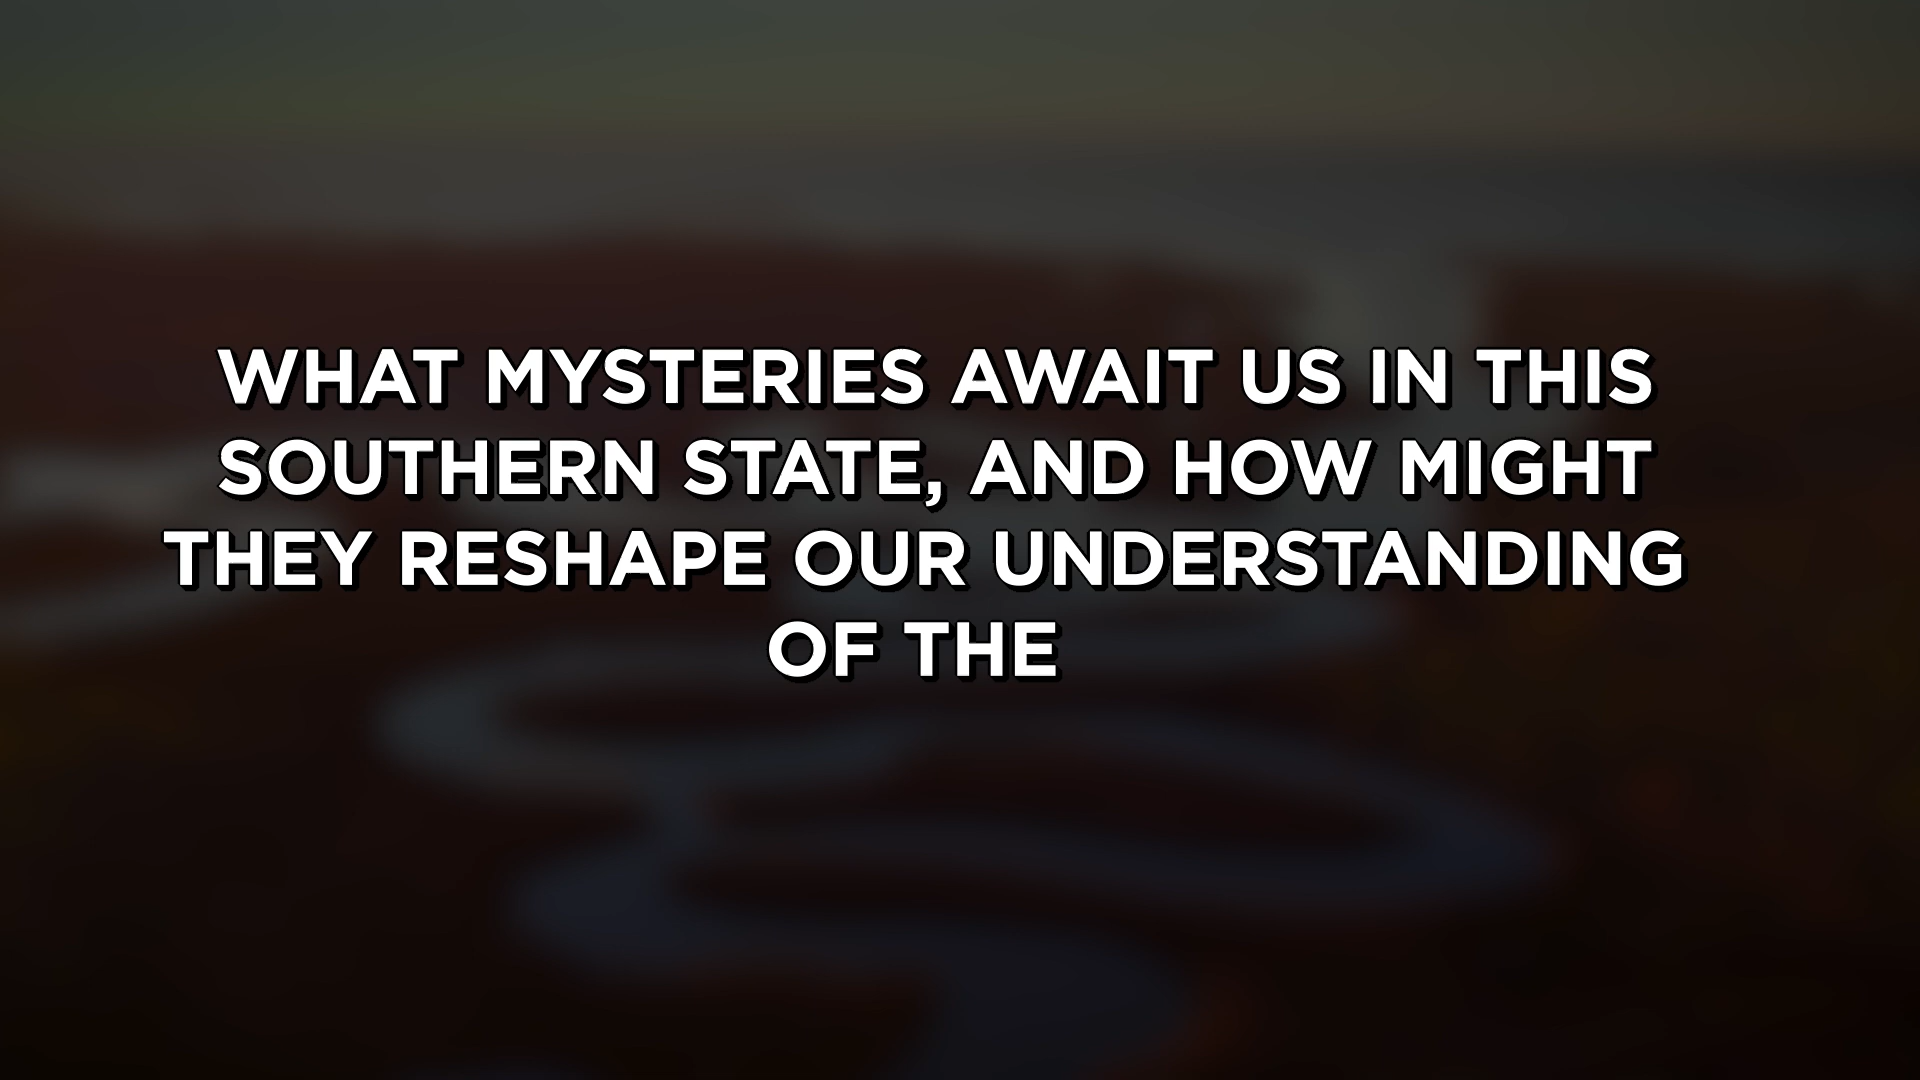 WHAT MYSTERIES AWAIT US IN THIS
SOUTHERN STATE, AND HOW MIGHT
THEY RESHAPE OUR UNDERSTANDING
OF THE